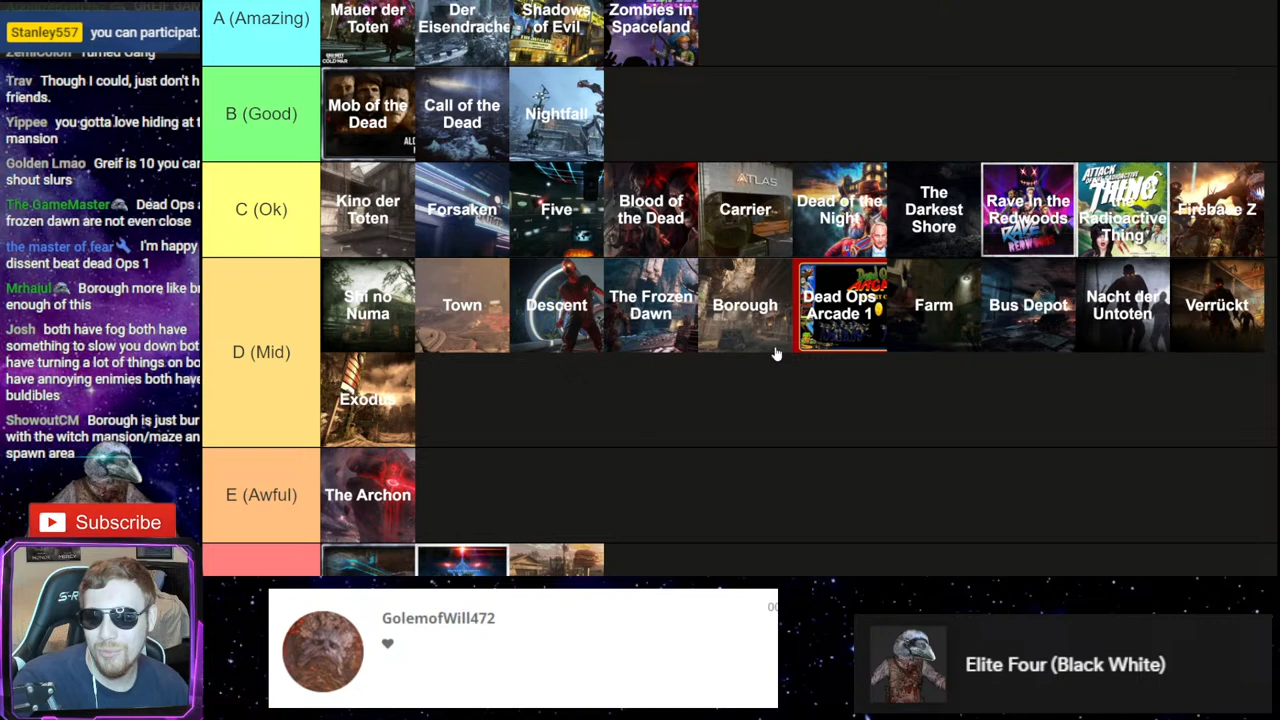 Stanley557 you can participat.
ZemiColon Turned Gang
Trav Though I could, just don't h
friends.
Yippee you gotta love hiding at t
mansion
Golden Lmao Greif is 10 you car
shout slurs
The GameMaster Dead Ops
frozen dawn are not even close
the master of fear I'm happy
dissent beat dead Ops 1
Mrhajul Borough more like b
enough of this
Josh both have fog both have
something to slow you down bot
have turning a lot of things on bo
have annoying enimies both have
buldibles
ShowoutCM Borough is just bur
with the witch mansion/maze an
spawn area
Subscribe
A (Amazing)
Mauer der
Toten
Der
Eisendrache
Shadows
of Evil
Zombies in
Spaceland
B (Good)
Mob of the
Dead
Call of the
Dead
Nightfall
C (Ok)
Kino der
Toten
Forsaken
Five
Blood of
the Dead
ATLAS
Carrier
Dead of the
Night
The
Darkest
Shore
Rave in the
Redwoods
Radioactive
Thing
Firebase Z
D (Mid)
Shi no
Numa
Town
Descent
The Frozen
Dawn
Borough
Dead Ops
Arcade 1
Farm
Bus Depot
Nacht der
Untoten
Verrückt
Exodus
E (Awful)
The Archon
GolemofWill472
Elite Four (Black White)